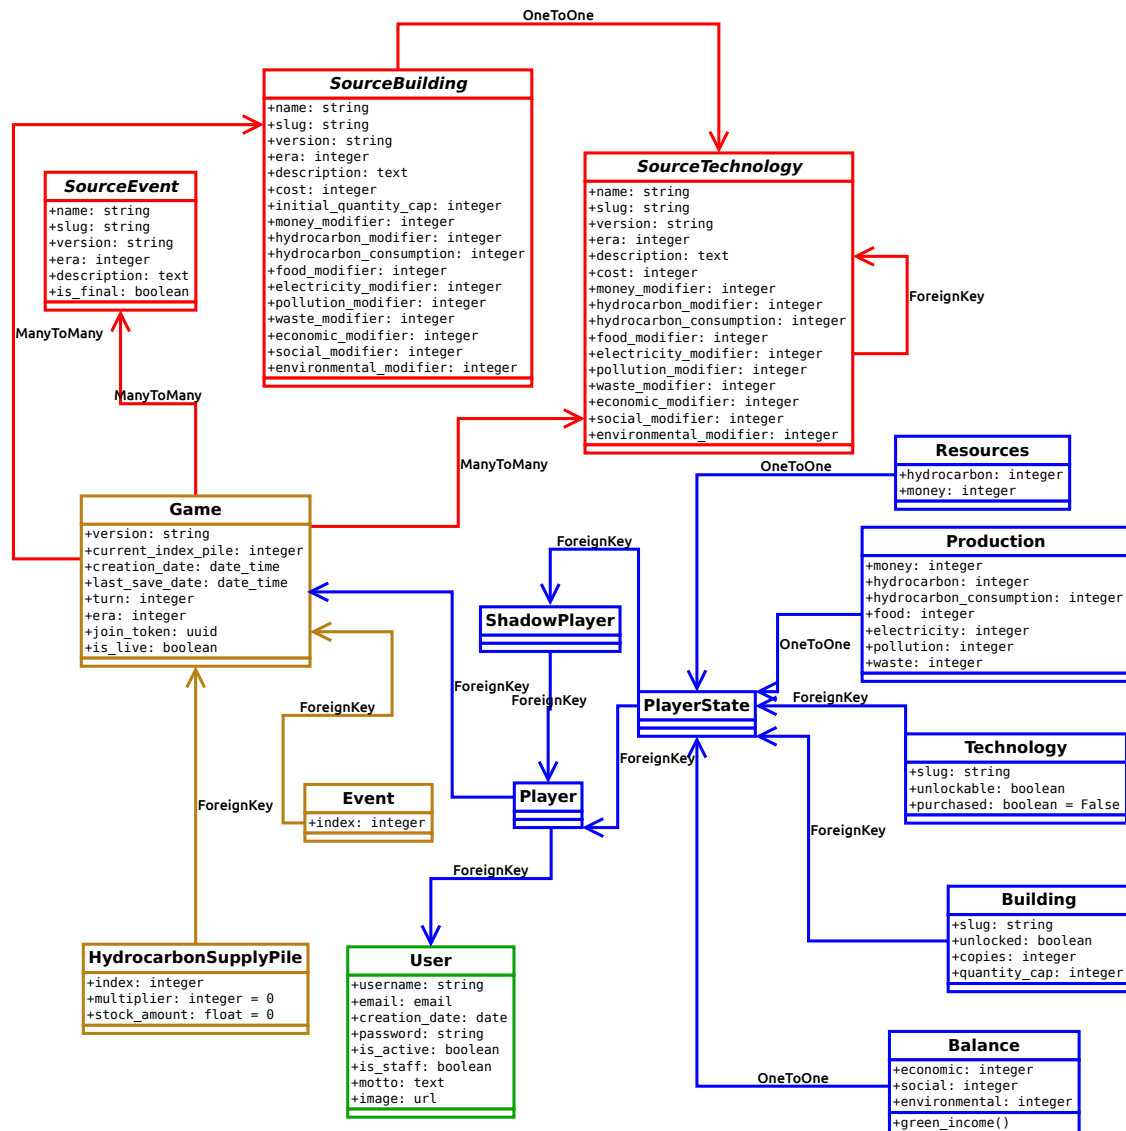 OneToOne
SourceBuilding
+name: string
+slug: string
+version: string
+era: integer
+description: text
+cost: integer
+initial_quantity_cap: integer
+money_modifier: integer
+hydrocarbon_modifier: integer
+hydrocarbon_consumption: integer
+food_modifier: integer
+electricity_modifier: integer
+pollution_modifier: integer
+waste_modifier: integer
+economic_modifier: integer
+social_modifier: integer
+environmental_modifier: integer
SourceTechnology
+name: string
+slug: string
+version: string
+era: integer
+description: text
+cost: integer
+money_modifier: integer
+hydrocarbon_modifier: integer
+hydrocarbon_consumption: integer
+food_modifier: integer
+electricity_modifier: integer
+pollution_modifier: integer
+waste_modifier: integer
+economic_modifier: integer
+social_modifier: integer
+environmental_modifier: integer
ForeignKey
SourceEvent
+name: string
+slug: string
+version: string
+era: integer
+description: text
+is_final: boolean
ManyToMany
ManyToMany
ManyToMany
Game
+version: string
+current_index_pile: integer
+creation_date: date_time
+last_save_date: date_time
+turn: integer
+era: integer
+join_token: uuid
+is_live: boolean
OneToOne
Resources
+hydrocarbon: integer
+money: integer
ForeignKey
Production
+money: integer
+hydrocarbon: integer
+hydrocarbon_consumption: integer
+food: integer
+electricity: integer
+pollution: integer
+waste: integer
OneToOne
ShadowPlayer
ForeignKey
ForeignKey
ForeignKey
PlayerState
ForeignKey
ForeignKey
Technology
+slug: string
+unlockable: boolean
+purchased: boolean = False
Player
Event
+index: integer
ForeignKey
ForeignKey
ForeignKey
Building
+slug: string
+unlocked: boolean
+copies: integer
+quantity_cap: integer
HydrocarbonSupplyPile
+index: integer
+multiplier: integer = 0
+stock_amount: float = 0
User
+username: string
+email: email
+creation_date: date
+password: string
+is_active: boolean
+is_staff: boolean
+motto: text
+image: url
OneToOne
Balance
+economic: integer
+social: integer
+environmental: integer
+green_income()